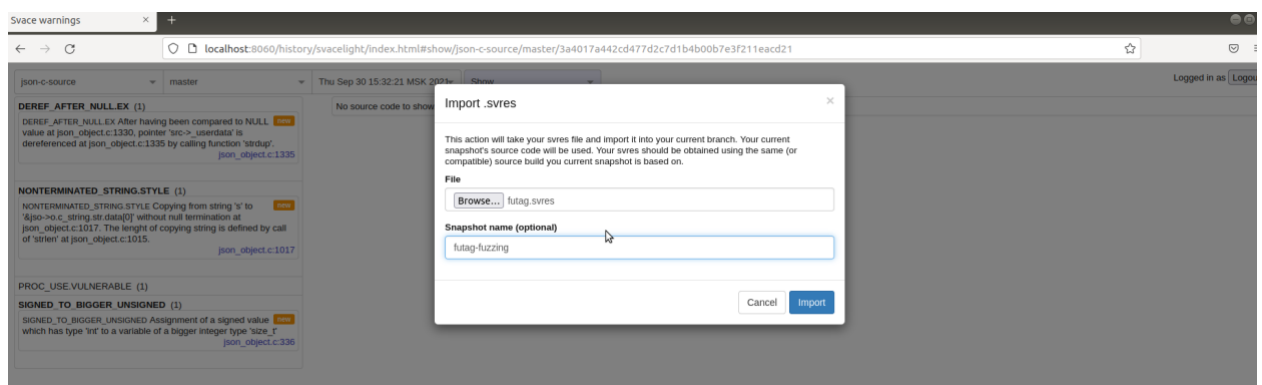 Svace warnings × +
localhost:8060/history/svacelight/index.html#show/json-c-source/master/3a4017a442cd477d2c7d1b4b00b7e3f211eacd21
json-c-source master Thu Sep 30 15:32:21 MSK 2021 Show Logged in as Logou
DEREF_AFTER_NULL.EX (1)
DEREF_AFTER_NULL.EX After having been compared to NULL new
value at json_object.c:1330, pointer 'src->_userdata' is
dereferenced at json_object.c:1335 by calling function 'strdup'.
json_object.c:1335
NONTERMINATED_STRING.STYLE (1)
NONTERMINATED_STRING.STYLE Copying from string 's' to new
'&jso->o.c_string.str.data[0]' without null termination at
json_object.c:1017. The lenght of copying string is defined by call
of 'strlen' at json_object.c:1015.
json_object.c:1017
PROC_USE.VULNERABLE (1)
SIGNED_TO_BIGGER_UNSIGNED (1)
SIGNED_TO_BIGGER_UNSIGNED Assignment of a signed value new
which has type 'int' to a variable of a bigger integer type 'size_t'
json_object.c:336
No source code to show
Import .svres ×
This action will take your svres file and import it into your current branch. Your current
snapshot's source code will be used. Your svres should be obtained using the same (or
compatible) source build you current snapshot is based on.
File
Browse... futag.svres
Snapshot name (optional)
futag-fuzzing
Cancel Import